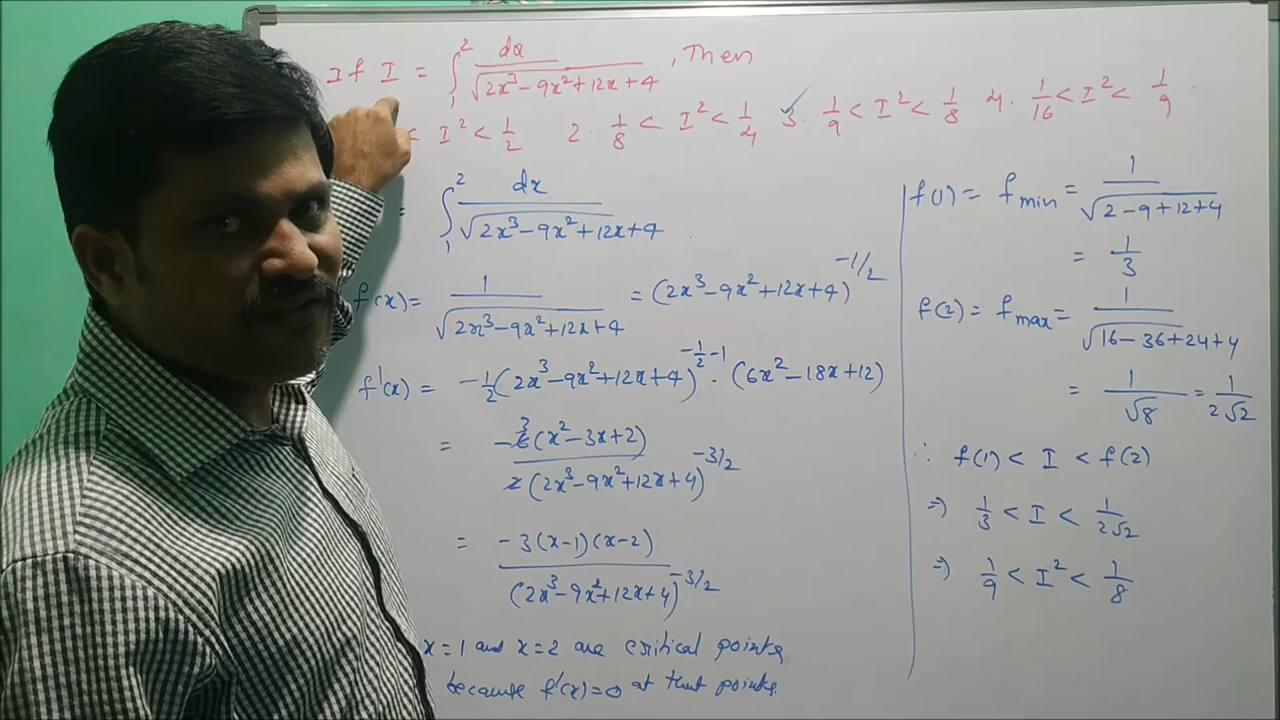 If I = ∫₁² dx/√(2x³ - 9x² + 12x + 4), Then
< I² < 1/2 2. 1/8 < I² < 1/4 ✓3. 1/9 < I² < 1/8 4. 1/16 < I² < 1/9
= ∫₁² dx/√(2x³ - 9x² + 12x + 4)
f(x) = 1/√(2x³ - 9x² + 12x + 4) = (2x³ - 9x² + 12x + 4)^(-1/2)
f'(x) = -1/2 (2x³ - 9x² + 12x + 4)^(-1/2 - 1) · (6x² - 18x + 12)
= -3 6(x² - 3x + 2) / 2(2x³ - 9x² + 12x + 4)^(-3/2)
= -3(x-1)(x-2) / (2x³ - 9x² + 12x + 4)^(-3/2)
x = 1 and x = 2 are critical points
because f'(x) = 0 at that points.
f(1) = f min = 1/√(2 - 9 + 12 + 4)
= 1/3
f(2) = f max = 1/√(16 - 36 + 24 + 4)
= 1/√8 = 1/2√2
∴ f(1) < I < f(2)
⇒ 1/3 < I < 1/2√2
⇒ 1/9 < I² < 1/8